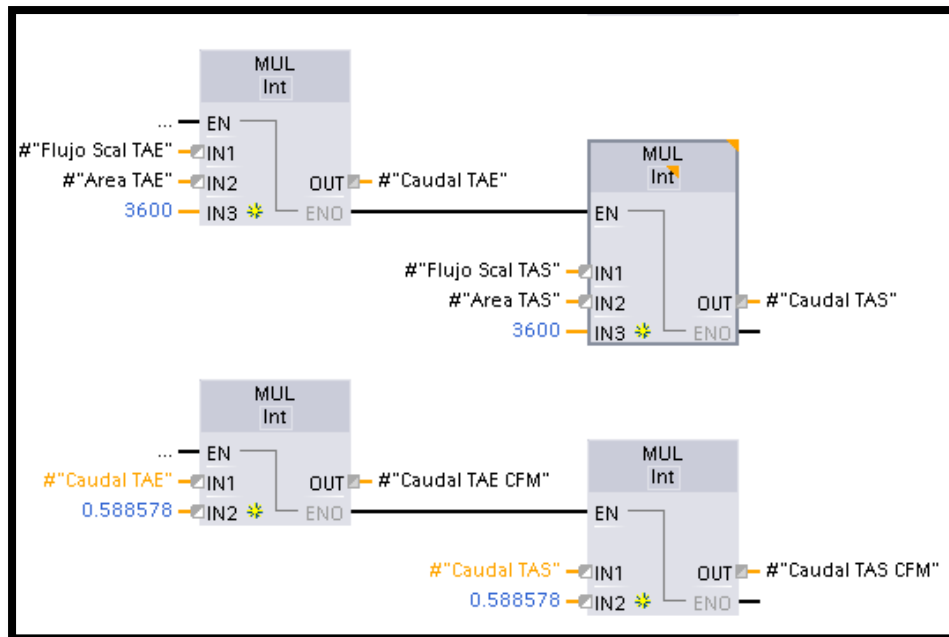 MUL
Int
... EN
#"Flujo Scal TAE" IN1
#"Area TAE" IN2 OUT #"Caudal TAE"
3600 IN3 ENO
MUL
Int
EN
#"Flujo Scal TAS" IN1
#"Area TAS" IN2 OUT #"Caudal TAS"
3600 IN3 ENO
MUL
Int
... EN
#"Caudal TAE" IN1 OUT #"Caudal TAE CFM"
0.588578 IN2 ENO
MUL
Int
EN
#"Caudal TAS" IN1 OUT #"Caudal TAS CFM"
0.588578 IN2 ENO